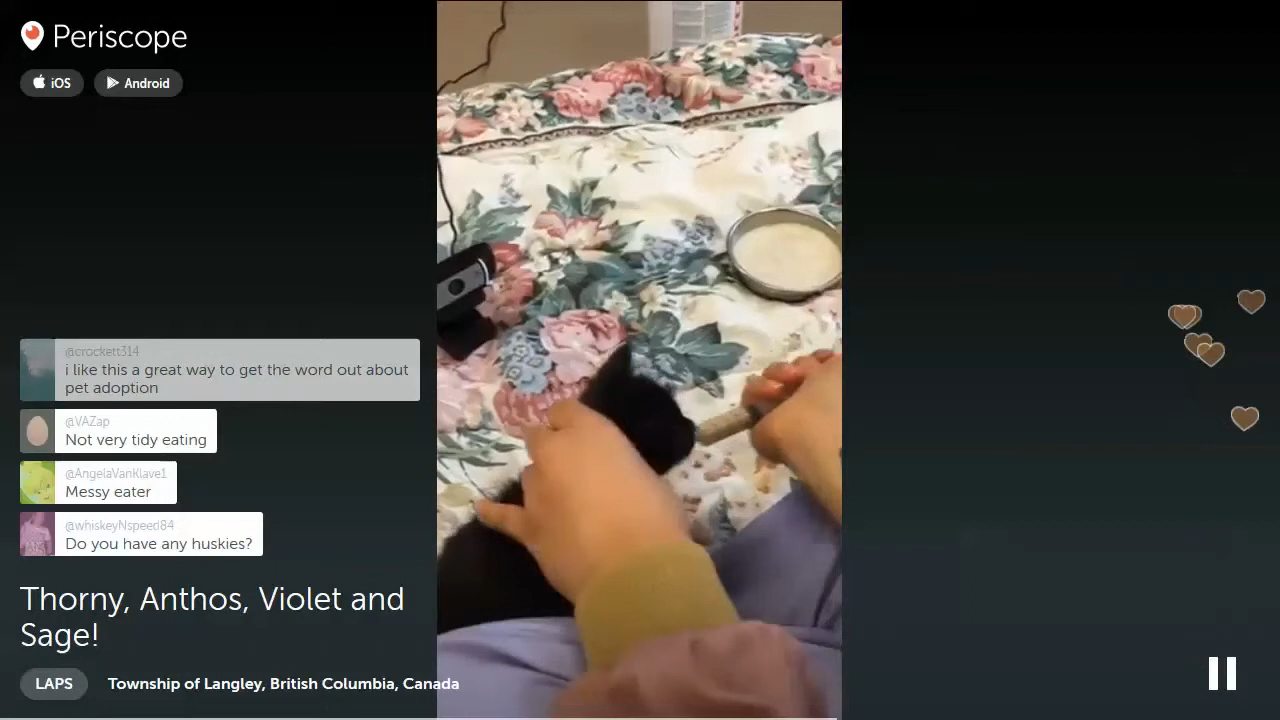 Periscope
iOS
Android
@crockett314
i like this a great way to get the word out about
pet adoption
@VAZap
Not very tidy eating
@AngelaVanKlave1
Messy eater
@whiskeyNspeed84
Do you have any huskies?
Thorny, Anthos, Violet and
Sage!
LAPS
Township of Langley, British Columbia, Canada